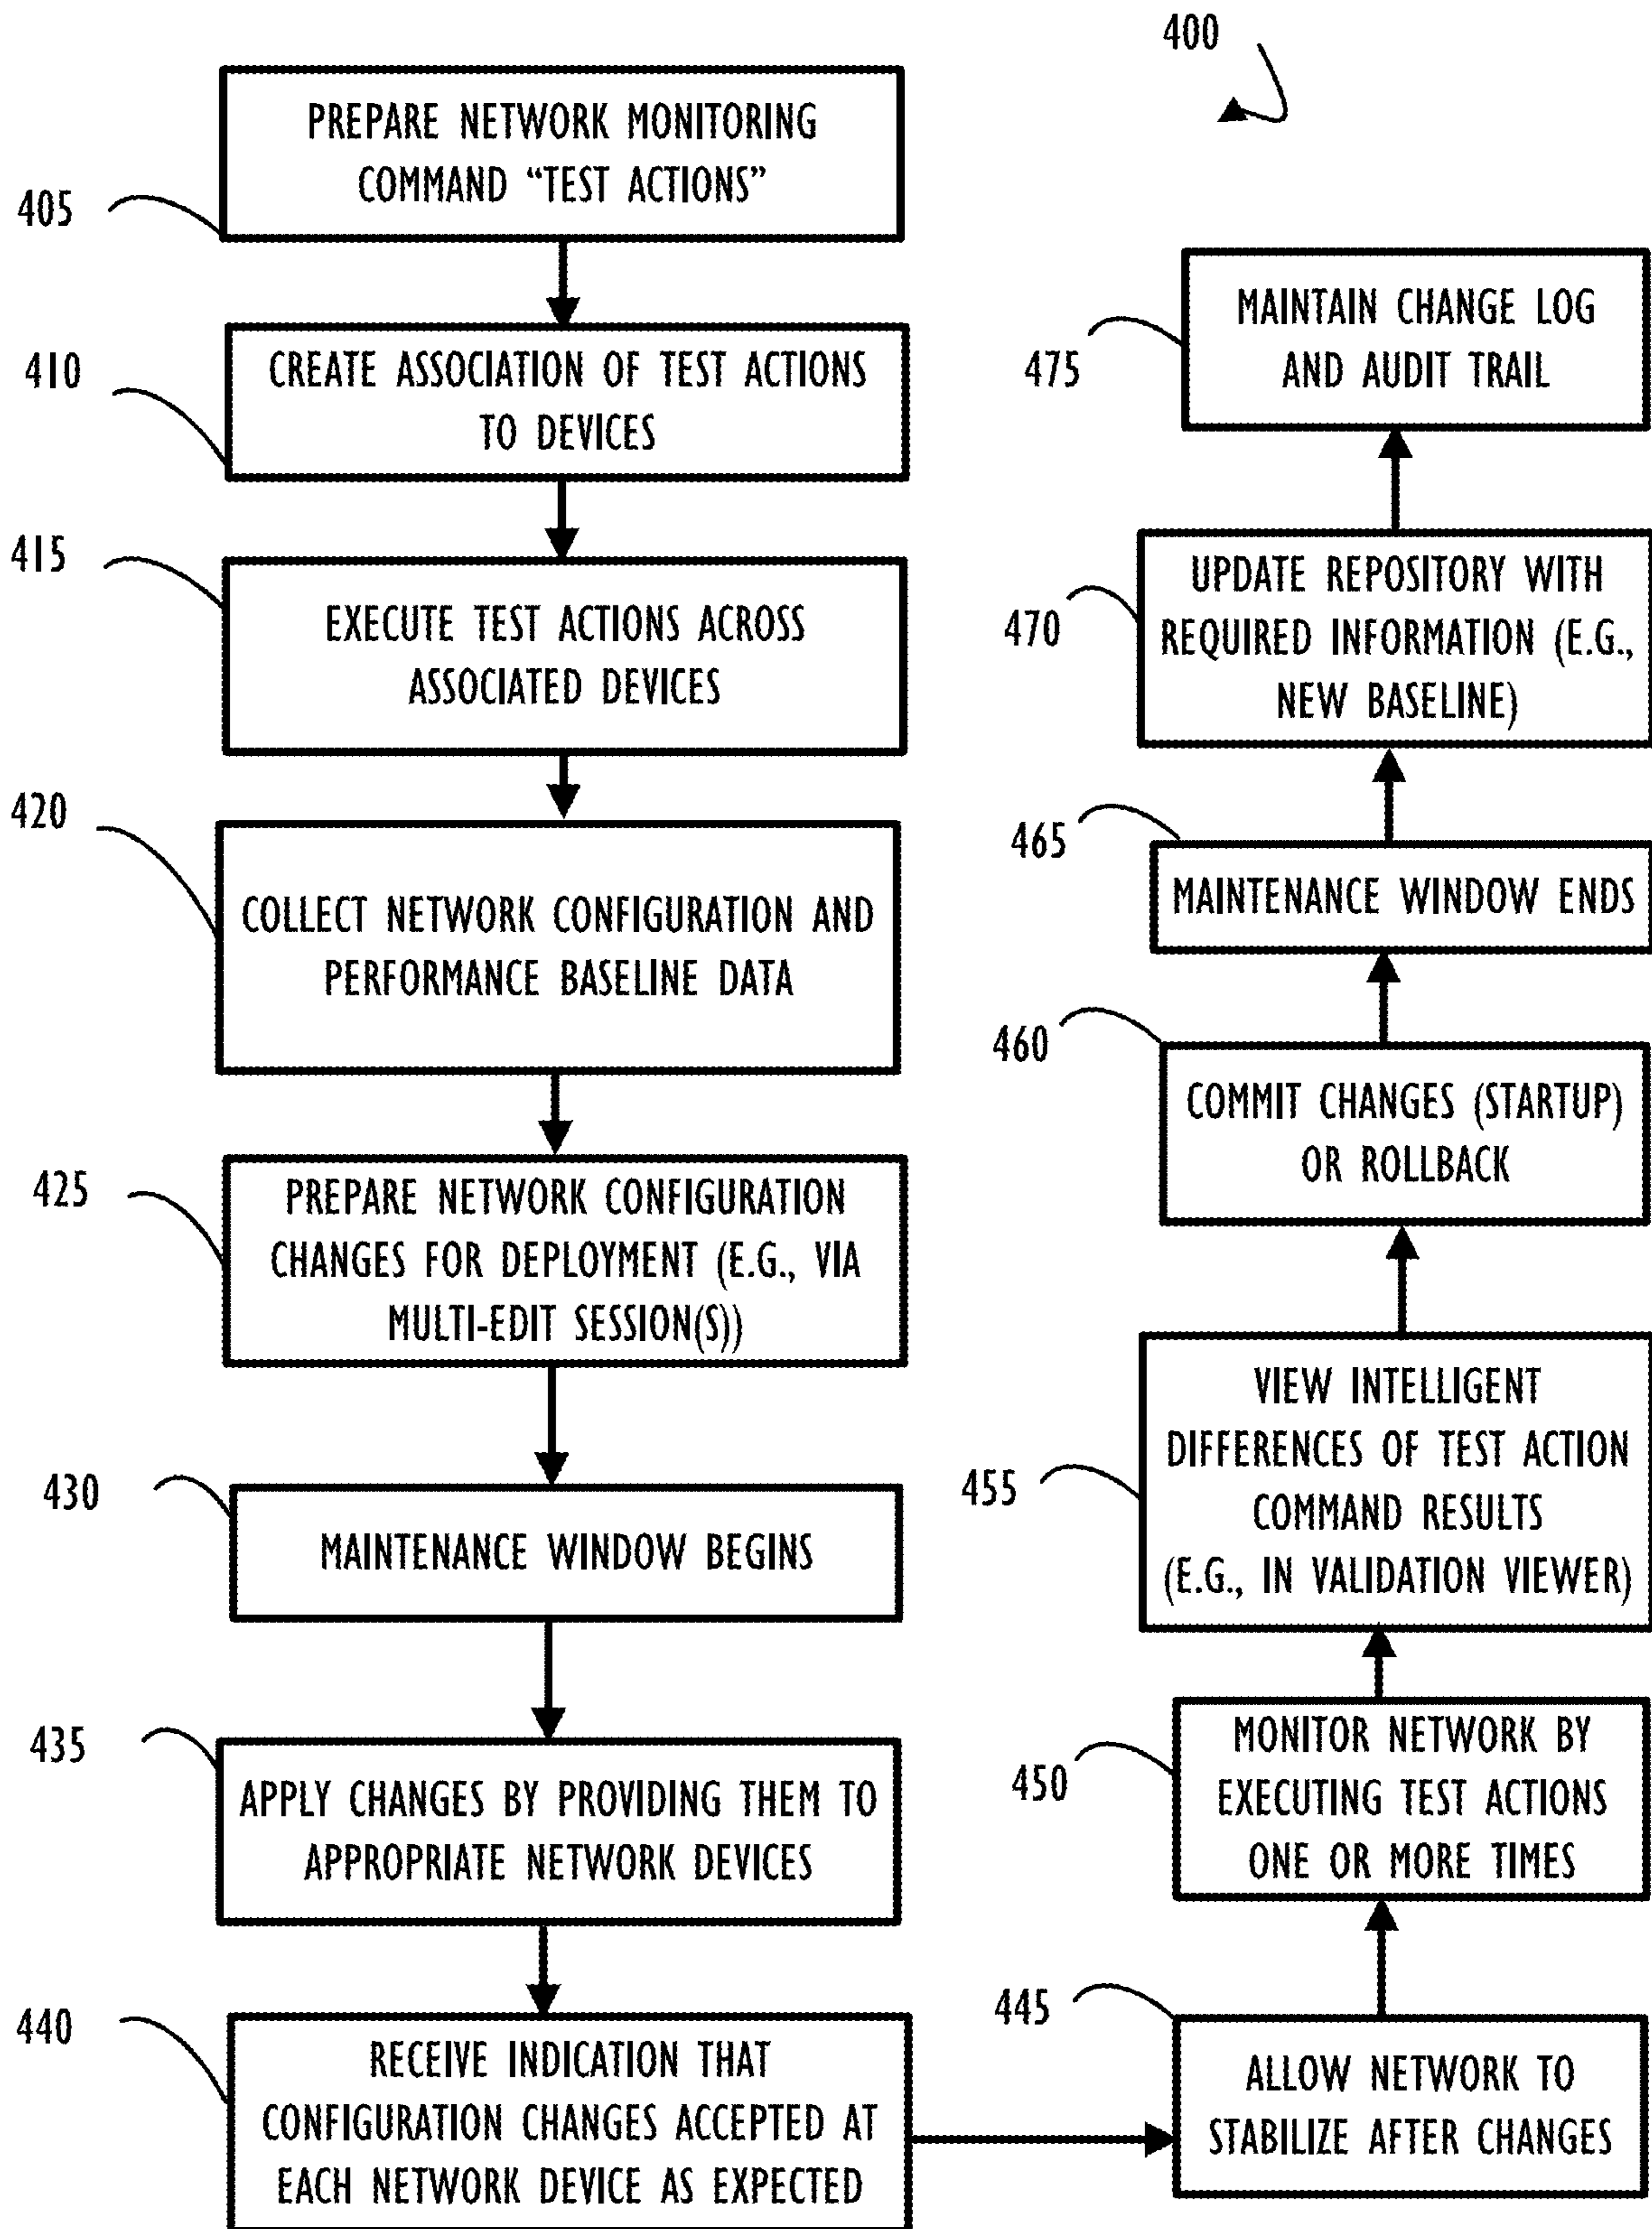 400
PREPARE NETWORK MONITORING
COMMAND “TEST ACTIONS”
405
CREATE ASSOCIATION OF TEST ACTIONS
TO DEVICES
410
EXECUTE TEST ACTIONS ACROSS
ASSOCIATED DEVICES
415
COLLECT NETWORK CONFIGURATION AND
PERFORMANCE BASELINE DATA
420
PREPARE NETWORK CONFIGURATION
CHANGES FOR DEPLOYMENT (E.G., VIA
MULTI-EDIT SESSION(S))
425
MAINTENANCE WINDOW BEGINS
430
APPLY CHANGES BY PROVIDING THEM TO
APPROPRIATE NETWORK DEVICES
435
RECEIVE INDICATION THAT
CONFIGURATION CHANGES ACCEPTED AT
EACH NETWORK DEVICE AS EXPECTED
440
ALLOW NETWORK TO
STABILIZE AFTER CHANGES
445
MONITOR NETWORK BY
EXECUTING TEST ACTIONS
ONE OR MORE TIMES
450
VIEW INTELLIGENT
DIFFERENCES OF TEST ACTION
COMMAND RESULTS
(E.G., IN VALIDATION VIEWER)
455
COMMIT CHANGES (STARTUP)
OR ROLLBACK
460
MAINTENANCE WINDOW ENDS
465
UPDATE REPOSITORY WITH
REQUIRED INFORMATION (E.G.,
NEW BASELINE)
470
MAINTAIN CHANGE LOG
AND AUDIT TRAIL
475